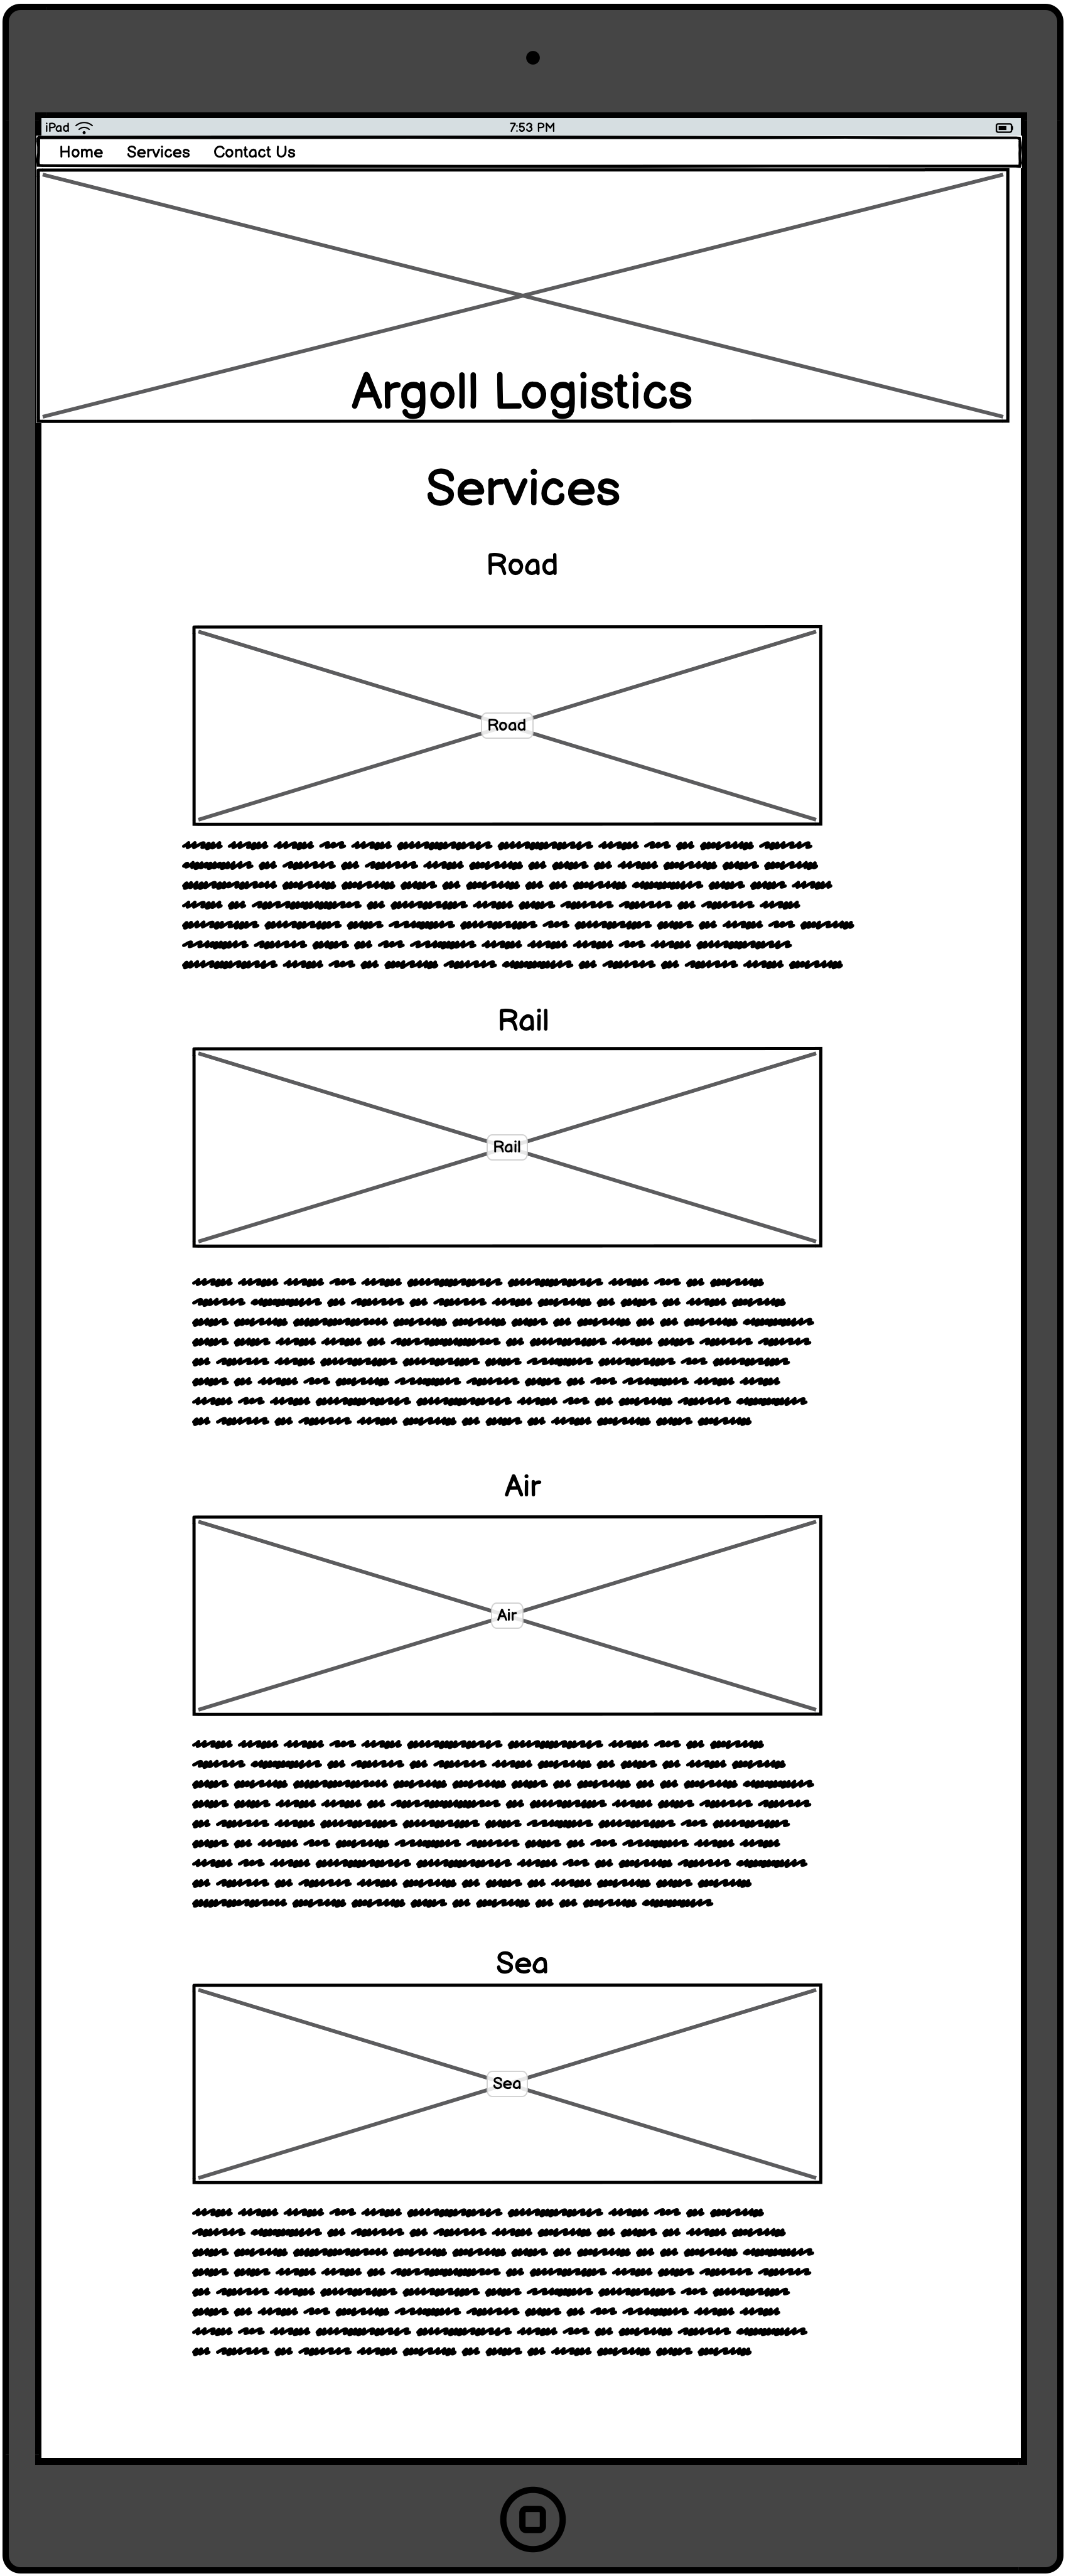 iPad 7:53 PM
Home Services Contact Us
Argoll Logistics
Services
Road
Road
Rail
Rail
Air
Air
Sea
Sea